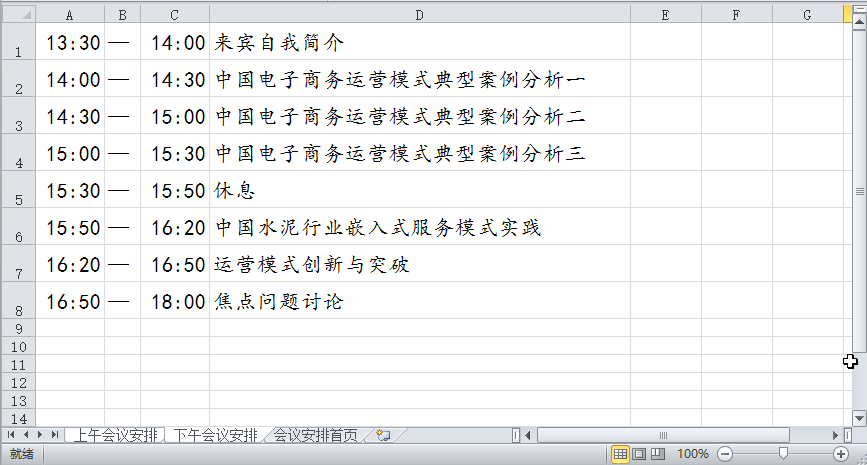 A B C D E F G
1 13:30 — 14:00 来宾自我简介
2 14:00 — 14:30 中国电子商务运营模式典型案例分析一
3 14:30 — 15:00 中国电子商务运营模式典型案例分析二
4 15:00 — 15:30 中国电子商务运营模式典型案例分析三
5 15:30 — 15:50 休息
6 15:50 — 16:20 中国水泥行业嵌入式服务模式实践
7 16:20 — 16:50 运营模式创新与突破
8 16:50 — 18:00 焦点问题讨论
9
10
11
12
13
14
上午会议安排 下午会议安排 会议安排首页
就绪 100%